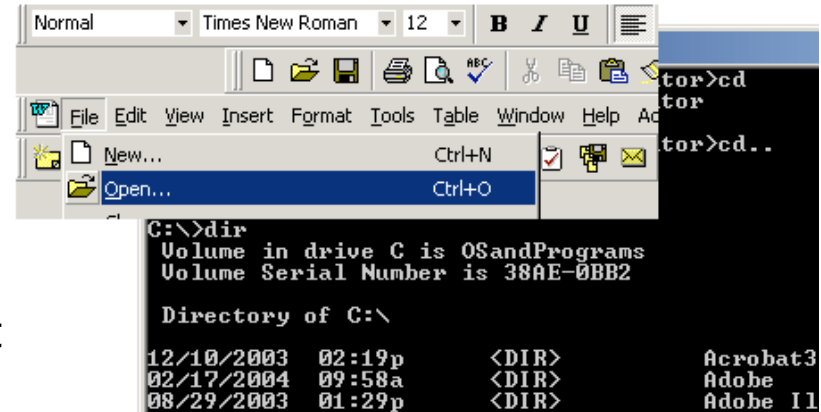 Normal Times New Roman 12 B I U
ABC
File Edit View Insert Format Tools Table Window Help
New... Ctrl+N
Open... Ctrl+O
tor>cd
tor
tor>cd..
C:\>dir
Volume in drive C is OSandPrograms
Volume Serial Number is 38AE-0BB2
Directory of C:\
12/10/2003 02:19p <DIR> Acrobat3
02/17/2004 09:58a <DIR> Adobe
08/29/2003 01:29p <DIR> Adobe Il